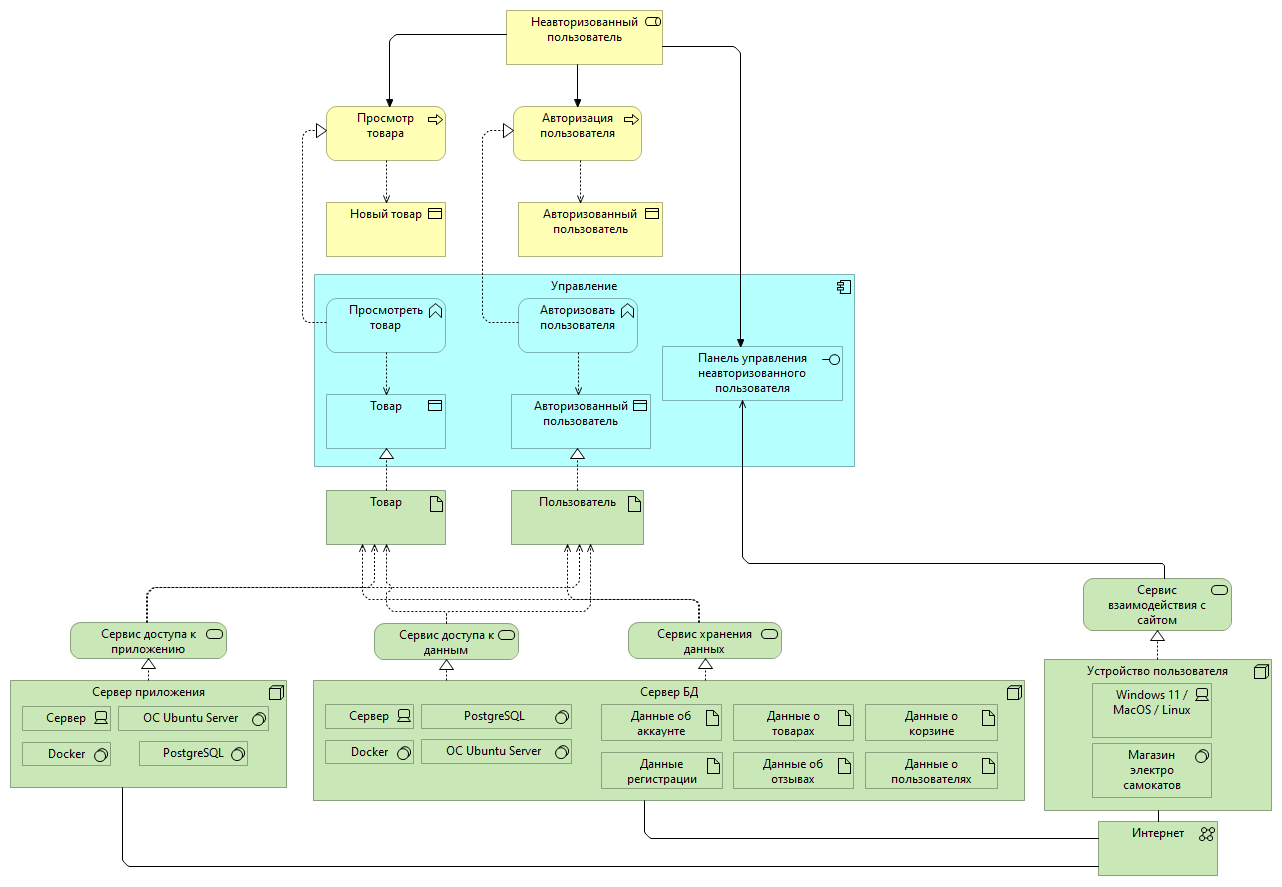 Неавторизованный
пользователь
Просмотр
товара
Авторизация
пользователя
Новый товар
Авторизованный
пользователь
Управление
Просмотреть
товар
Авторизовать
пользователя
Панель управления
неавторизованного
пользователя
Товар
Авторизованный
пользователь
Товар
Пользователь
Сервис
взаимодействия с
сайтом
Сервис доступа к
приложению
Сервис доступа к
данным
Сервис хранения
данных
Сервер приложения
Сервер
ОС Ubuntu Server
Docker
PostgreSQL
Сервер БД
Сервер
PostgreSQL
Docker
ОС Ubuntu Server
Данные об
аккаунте
Данные о
товарах
Данные о
корзине
Данные
регистрации
Данные об
отзывах
Данные о
пользователях
Устройство пользователя
Windows 11 /
MacOS / Linux
Магазин
электро
самокатов
Интернет